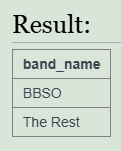 Result:
band_name
BBSO
The Rest